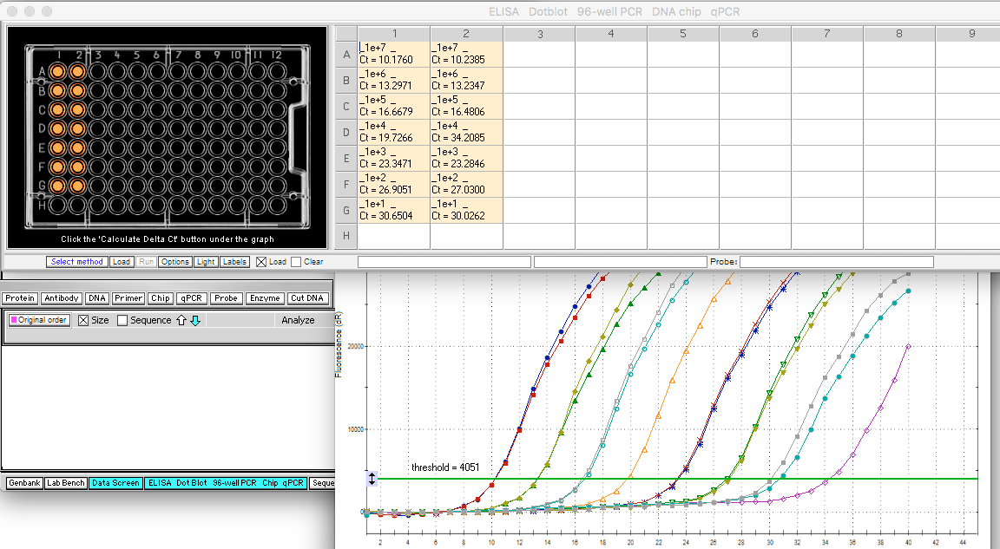 ELISA Dotblot 96-well PCR DNA chip qPCR
1 2 3 4 5 6 7 8 9 10 11 12
A
B
C
D
E
F
G
H
Click the 'Calculate Delta Ct' button under the graph
1 2 3 4 5 6 7 8 9
A _1e+7 _ _1e+7 _
Ct = 10.1760 Ct = 10.2385
B _1e+6 _ _1e+6 _
Ct = 13.2971 Ct = 13.2347
C _1e+5 _ _1e+5 _
Ct = 16.6679 Ct = 16.4806
D _1e+4 _ _1e+4 _
Ct = 19.7266 Ct = 34.2085
E _1e+3 _ _1e+3 _
Ct = 23.3471 Ct = 23.2846
F _1e+2 _ _1e+2 _
Ct = 26.9051 Ct = 27.0300
G _1e+1 _ _1e+1 _
Ct = 30.6504 Ct = 30.0262
H
Select method Load Run Options Light Labels Load Clear Probe:
Protein Antibody DNA Primer Chip qPCR Probe Enzyme Cut DNA
Original order Size Sequence Analyze
Genbank Lab Bench Data Screen ELISA Dot Blot 96-well PCR Chip qPCR Seque
Fluorescence (dR)
20000
10000
0
threshold = 4051
2 4 6 8 10 12 14 16 18 20 22 24 26 28 30 32 34 36 38 40 42 44